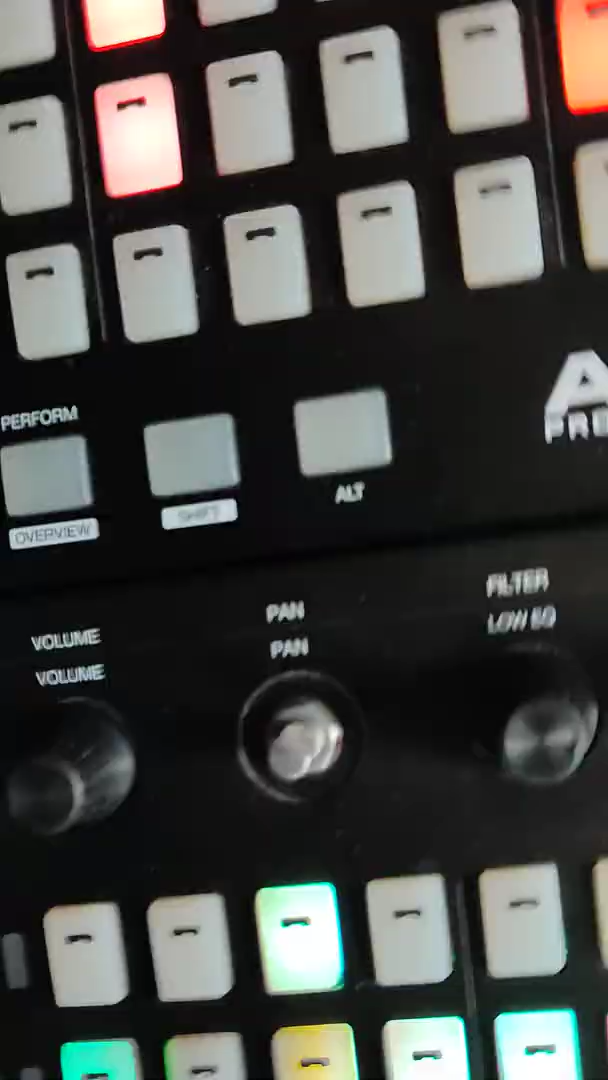 PERFORM
OVERVIEW
SHIFT
ALT
VOLUME
VOLUME
PAN
PAN
FILTER
LOW EQ